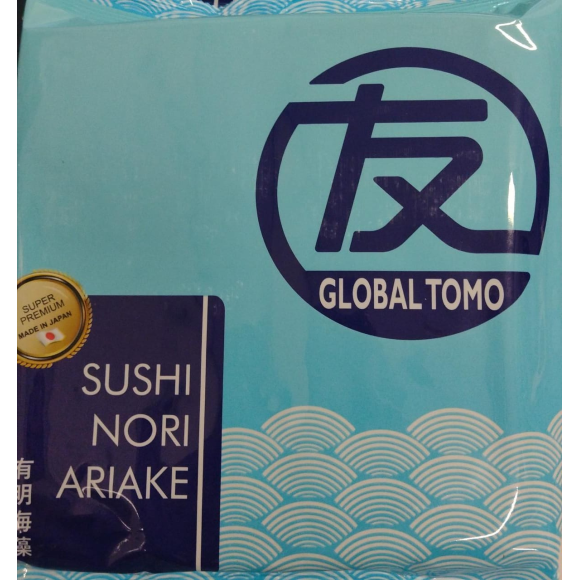 友
GLOBAL TOMO
SUPER
PREMIUM
MADE IN JAPAN
SUSHI
NORI
ARIAKE
有明海藻